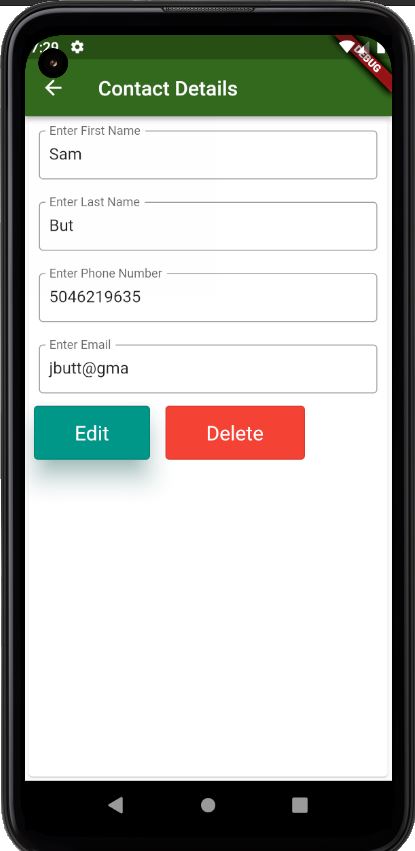 7:29
DEBUG
Contact Details
Enter First Name
Sam
Enter Last Name
But
Enter Phone Number
5046219635
Enter Email
jbutt@gma
Edit
Delete